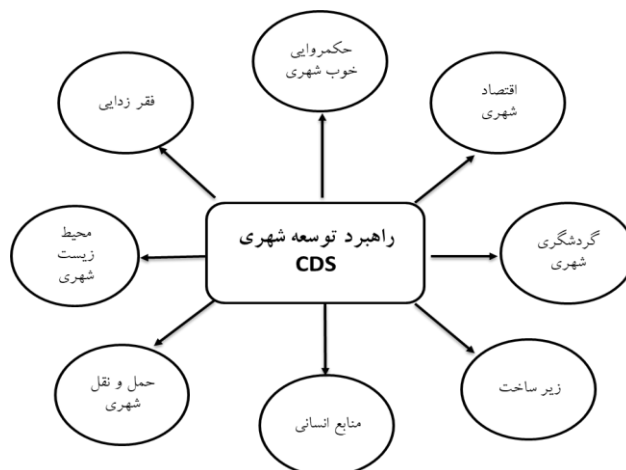 حکمروایی
خوب شهری
اقتصاد
شهری
فقر زدایی
راهبرد توسعه شهری
CDS
گردشگری
شهری
محیط
زیست
شهری
زیر ساخت
حمل و نقل
شهری
منابع انسانی